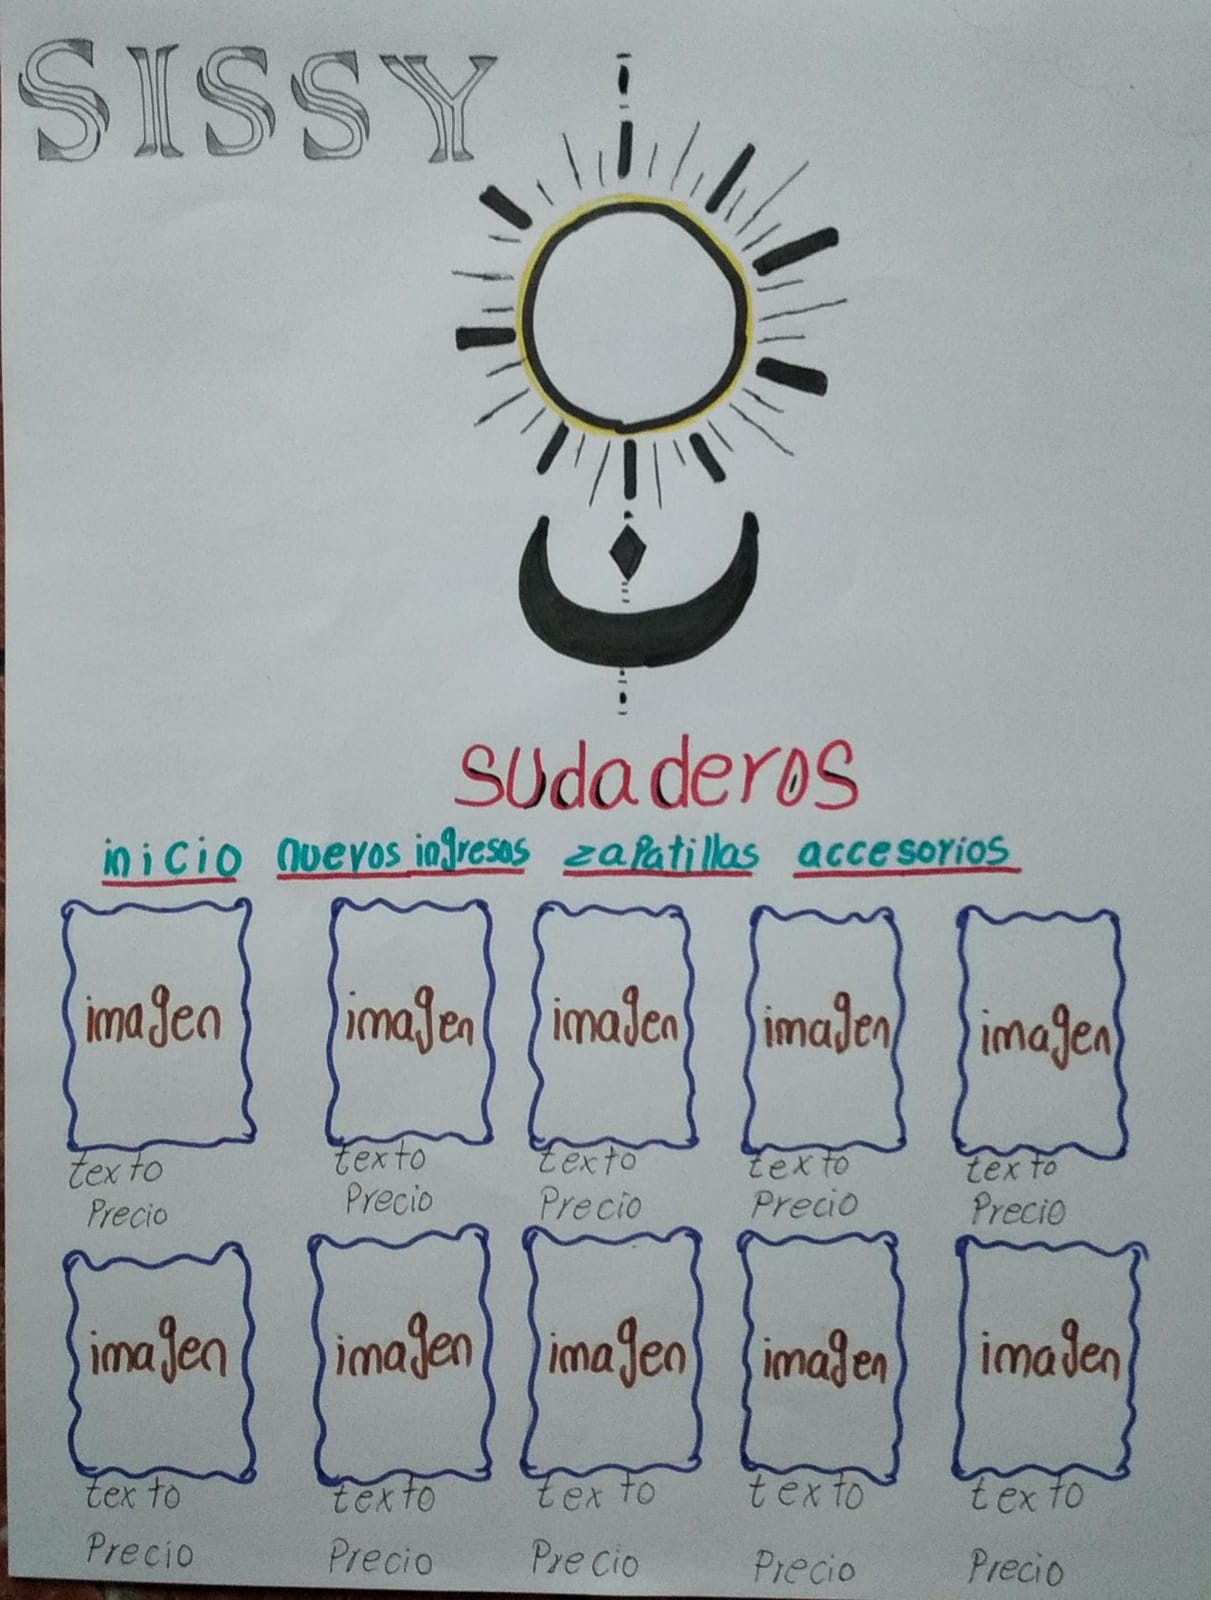 SISSY
sudaderos
inicio nuevos ingresos zapatillas accesorios
imagen imagen imagen imagen imagen
texto texto texto texto texto
Precio Precio Precio Precio Precio
imagen imagen imagen imagen imagen
texto texto texto texto texto
Precio Precio Precio Precio Precio